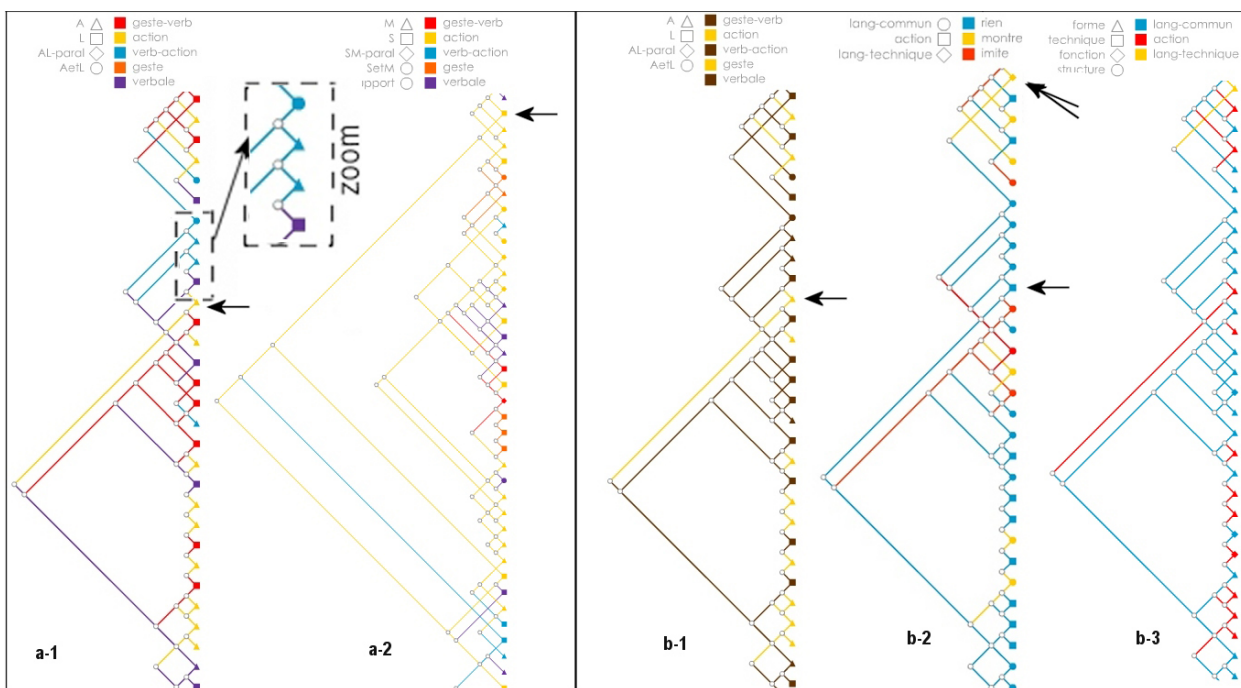 A geste-verb
L action
AL-paral verb-action
AetL geste
verbale
M geste-verb
S action
SM-paral verb-action
SetM geste
ıpport verbale
zoom
a-1
a-2
A geste-verb
L action
AL-paral verb-action
AetL geste
verbale
lang-commun rien
action montre
lang-technique imite
forme lang-commun
technique action
fonction lang-technique
structure
b-1
b-2
b-3